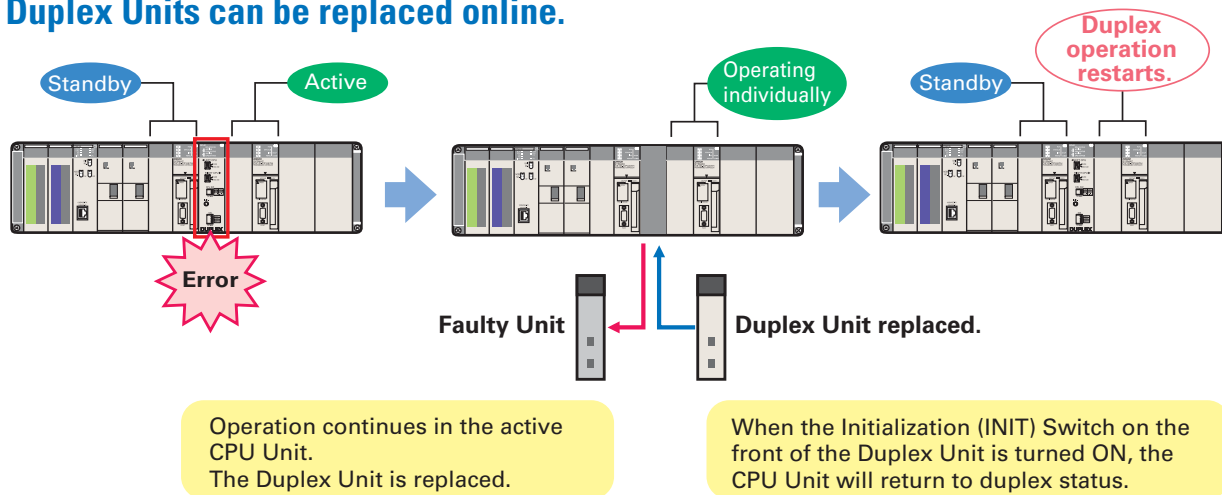 Duplex Units can be replaced online.
Standby
Active
Operating
individually
Standby
Duplex
operation
restarts.
DUPLEX
DUPLEX
Error
Faulty Unit
Duplex Unit replaced.
Operation continues in the active
CPU Unit.
The Duplex Unit is replaced.
When the Initialization (INIT) Switch on the
front of the Duplex Unit is turned ON, the
CPU Unit will return to duplex status.